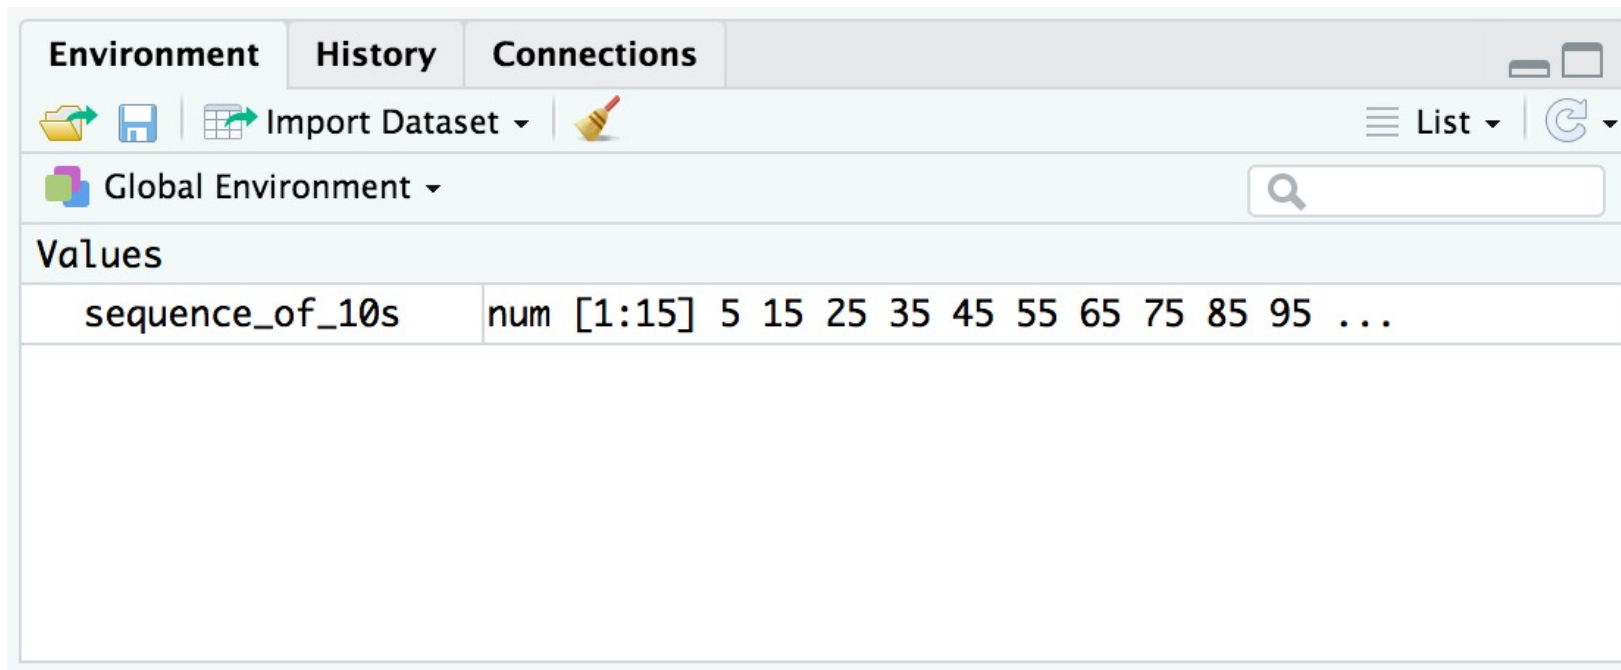 Environment History Connections
Import Dataset List
Global Environment
Values
sequence_of_10s num [1:15] 5 15 25 35 45 55 65 75 85 95 ...